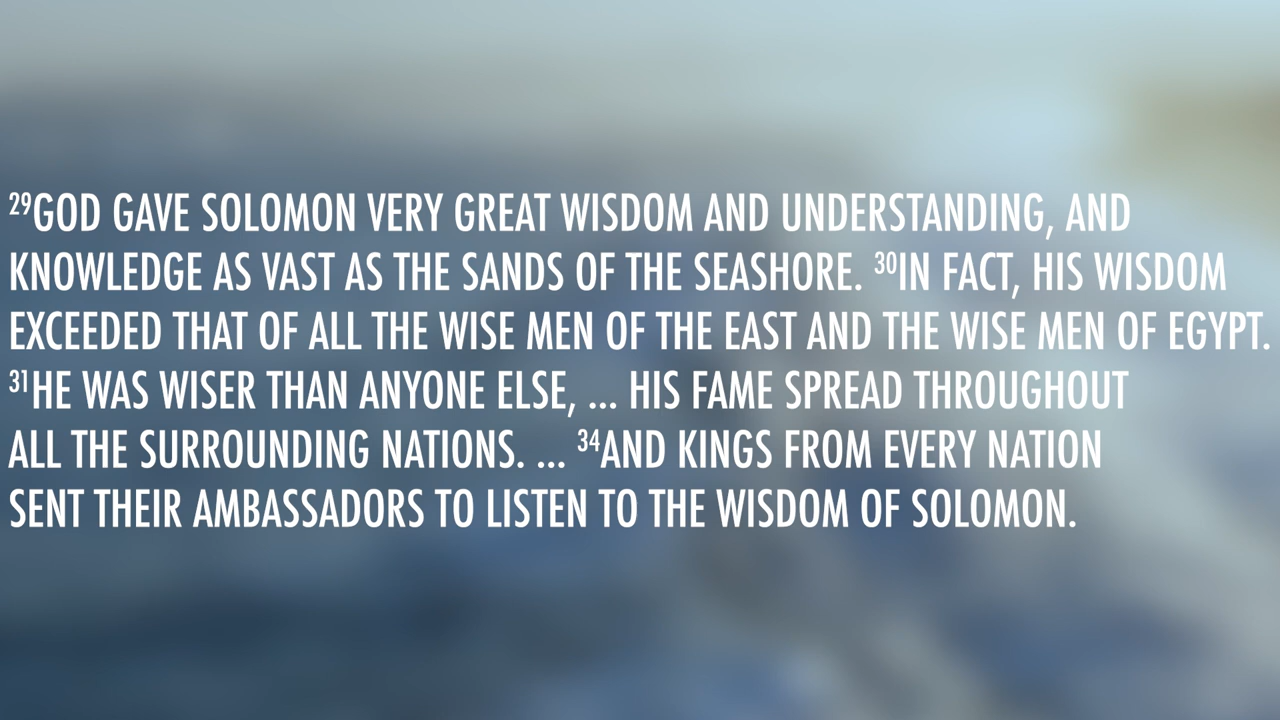 ²⁹GOD GAVE SOLOMON VERY GREAT WISDOM AND UNDERSTANDING, AND
KNOWLEDGE AS VAST AS THE SANDS OF THE SEASHORE. ³⁰IN FACT, HIS WISDOM
EXCEEDED THAT OF ALL THE WISE MEN OF THE EAST AND THE WISE MEN OF EGYPT.
³¹HE WAS WISER THAN ANYONE ELSE, ... HIS FAME SPREAD THROUGHOUT
ALL THE SURROUNDING NATIONS. ... ³⁴AND KINGS FROM EVERY NATION
SENT THEIR AMBASSADORS TO LISTEN TO THE WISDOM OF SOLOMON.